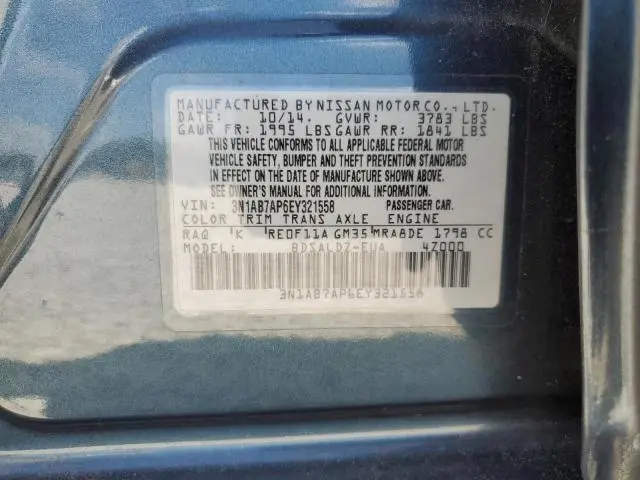 MANUFACTURED BY NISSAN MOTOR CO., LTD.
DATE: 10/14. GVWR: 3783 LBS
GAWR FR: 1995 LBS GAWR RR: 1841 LBS
THIS VEHICLE CONFORMS TO ALL APPLICABLE FEDERAL MOTOR
VEHICLE SAFETY, BUMPER AND THEFT PREVENTION STANDARDS
IN EFFECT ON THE DATE OF MANUFACTURE SHOWN ABOVE.
SEE OWNER'S MANUAL FOR ADDITIONAL INFORMATION.
VIN: 3N1AB7AP6EY321558 PASSENGER CAR.
COLOR TRIM TRANS AXLE ENGINE
RAQ K RE0F11A GM35 MRA8DE 1798 CC
MODEL: BDSALDZ-EUA 4Z000
3N1AB7AP6EY321558